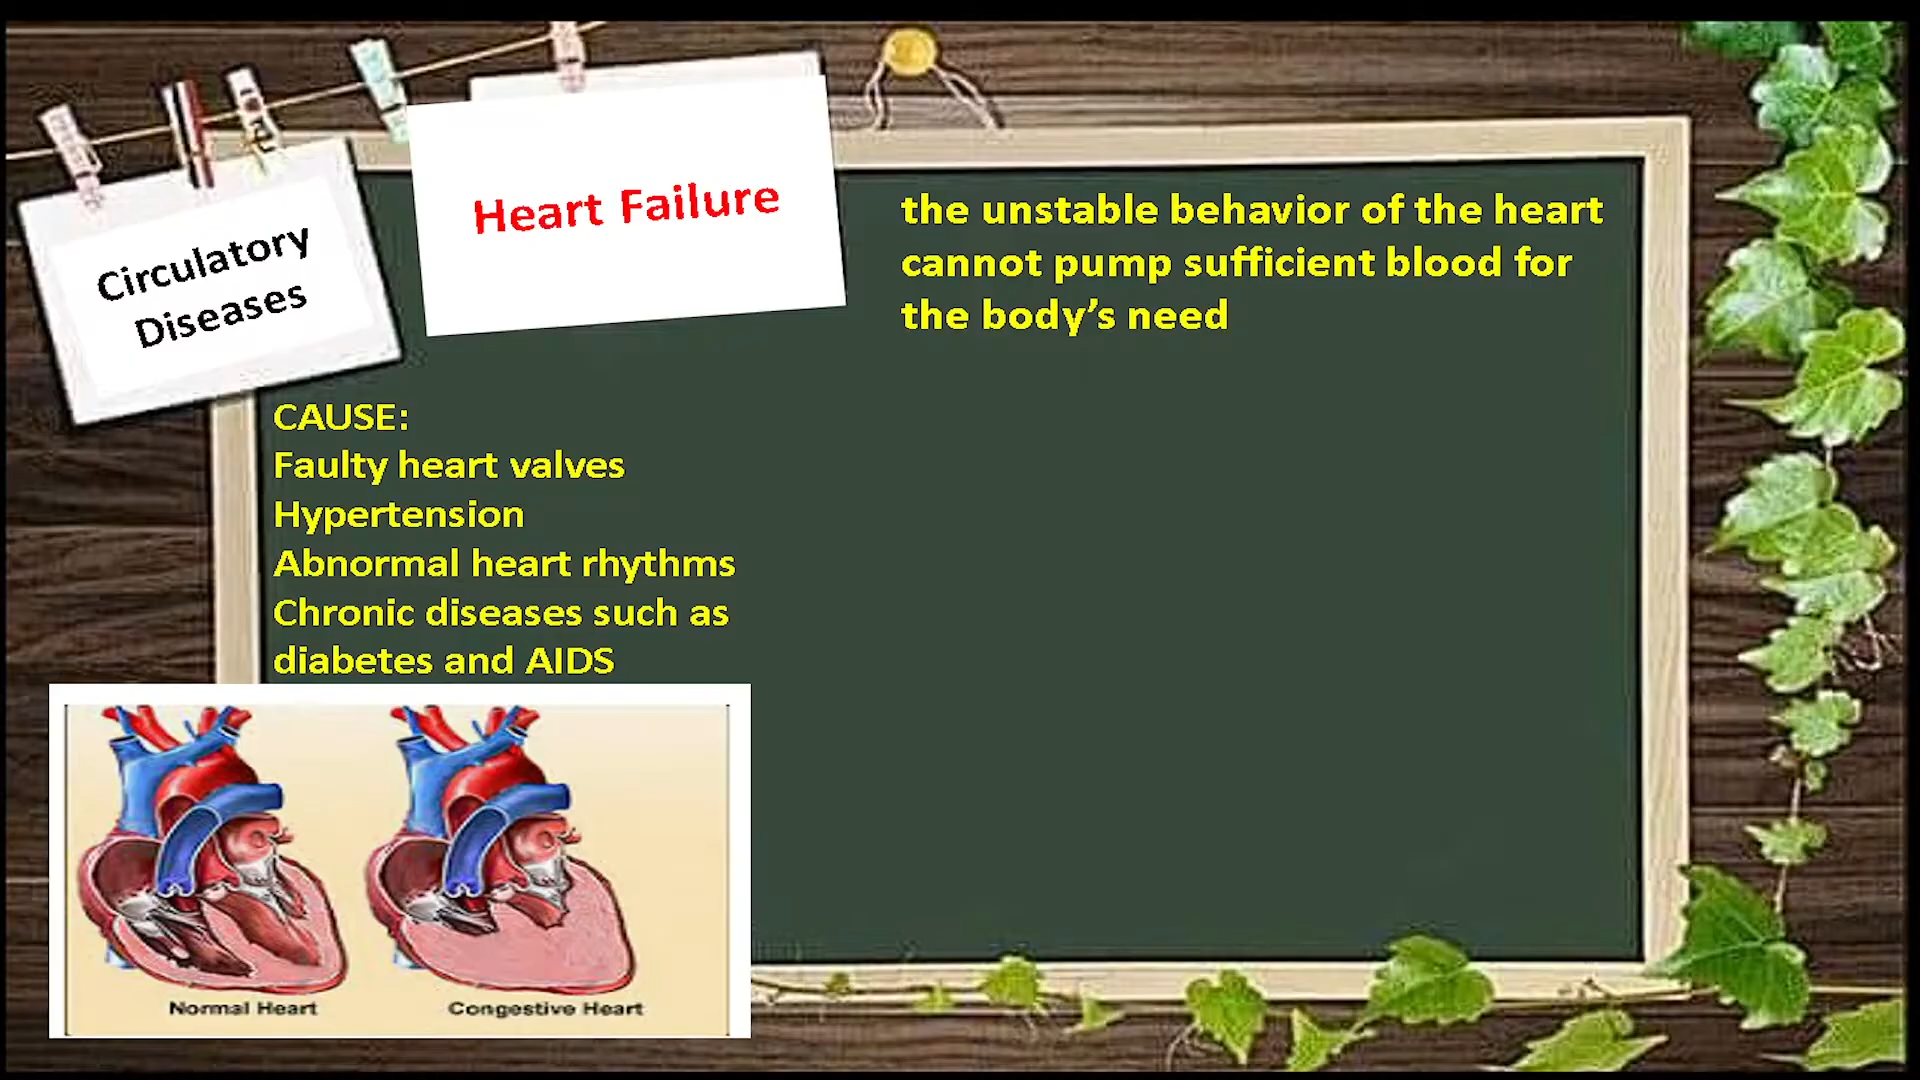 Circulatory
Diseases
Heart Failure
the unstable behavior of the heart
cannot pump sufficient blood for
the body’s need
CAUSE:
Faulty heart valves
Hypertension
Abnormal heart rhythms
Chronic diseases such as
diabetes and AIDS
Normal Heart
Congestive Heart